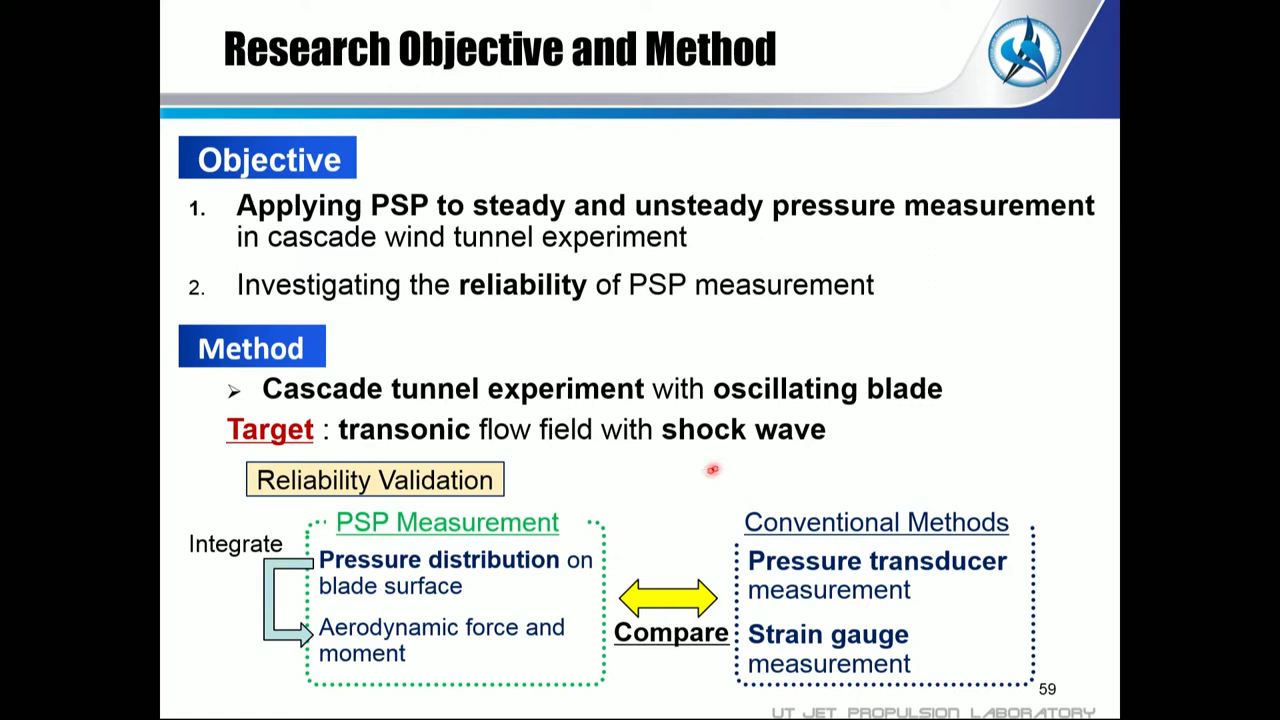 Research Objective and Method
Objective
1. Applying PSP to steady and unsteady pressure measurement
in cascade wind tunnel experiment
2. Investigating the reliability of PSP measurement
Method
➢ Cascade tunnel experiment with oscillating blade
Target : transonic flow field with shock wave
Reliability Validation
PSP Measurement
Integrate
Pressure distribution on
blade surface
Aerodynamic force and
moment
Compare
Conventional Methods
Pressure transducer
measurement
Strain gauge
measurement
59
UT JET PROPULSION LABORATORY